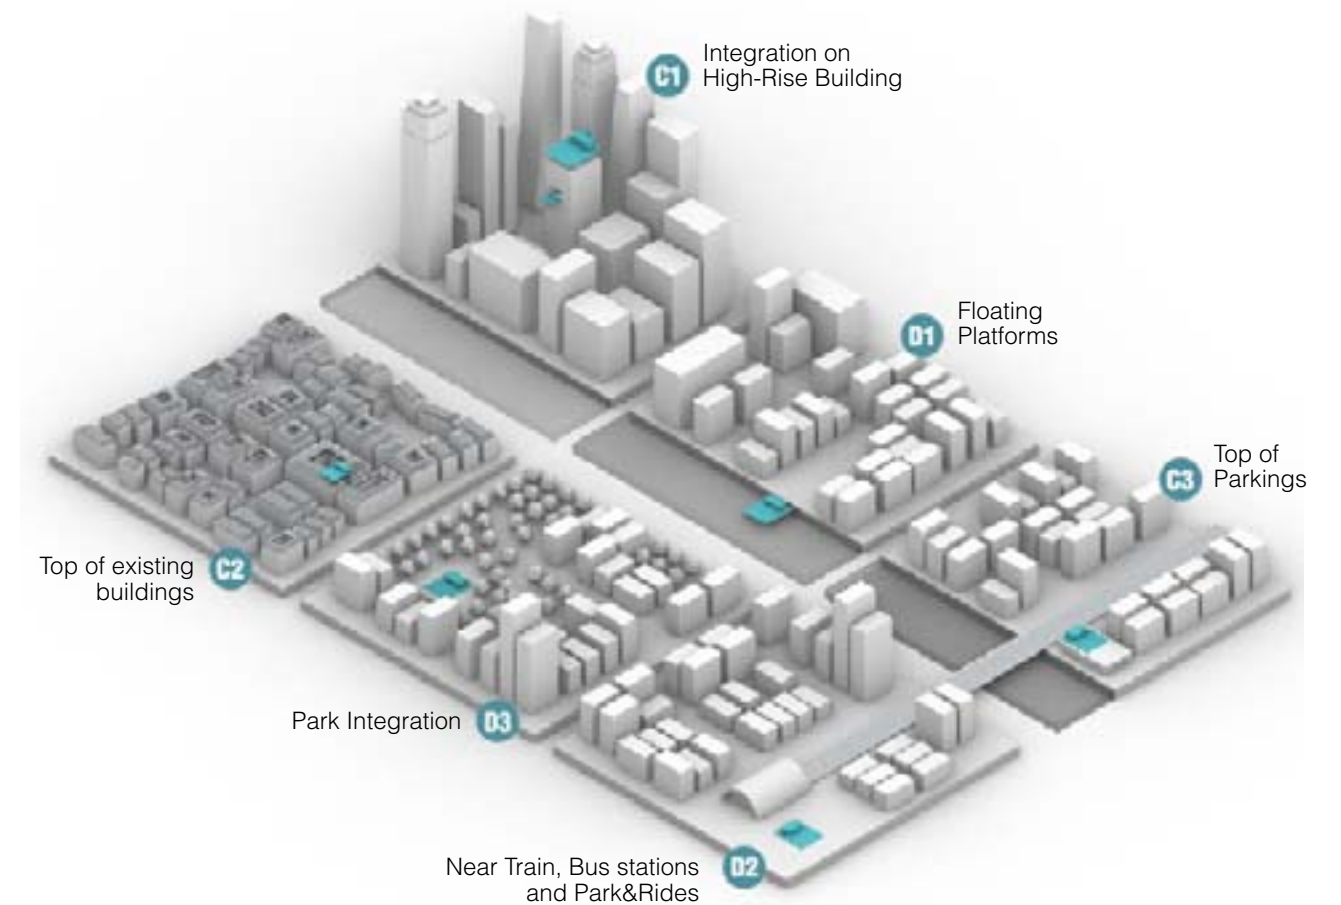 C1
Integration on
High-Rise Building
D1
Floating
Platforms
C3
Top of
Parkings
Top of existing
buildings
C2
Park Integration
D3
Near Train, Bus stations
and Park&Rides
D2